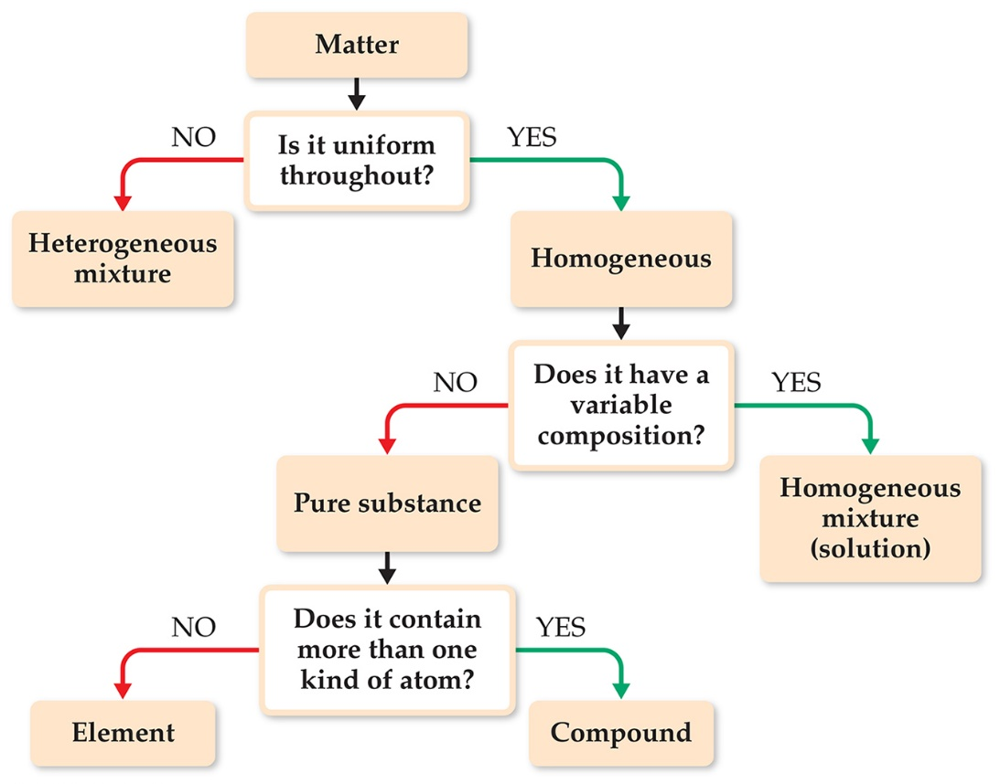 Matter
NO
Is it uniform
throughout?
YES
Heterogeneous
mixture
Homogeneous
NO
Does it have a
variable
composition?
YES
Pure substance
Homogeneous
mixture
(solution)
NO
Does it contain
more than one
kind of atom?
YES
Element
Compound